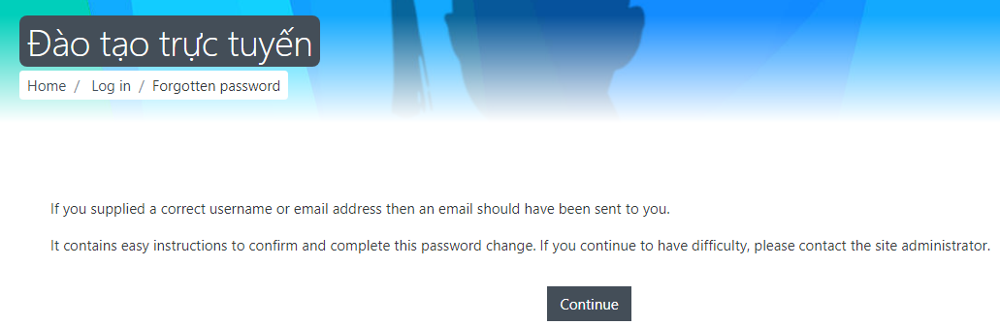 Đào tạo trực tuyến
Home / Log in / Forgotten password
If you supplied a correct username or email address then an email should have been sent to you.
It contains easy instructions to confirm and complete this password change. If you continue to have difficulty, please contact the site administrator.
Continue